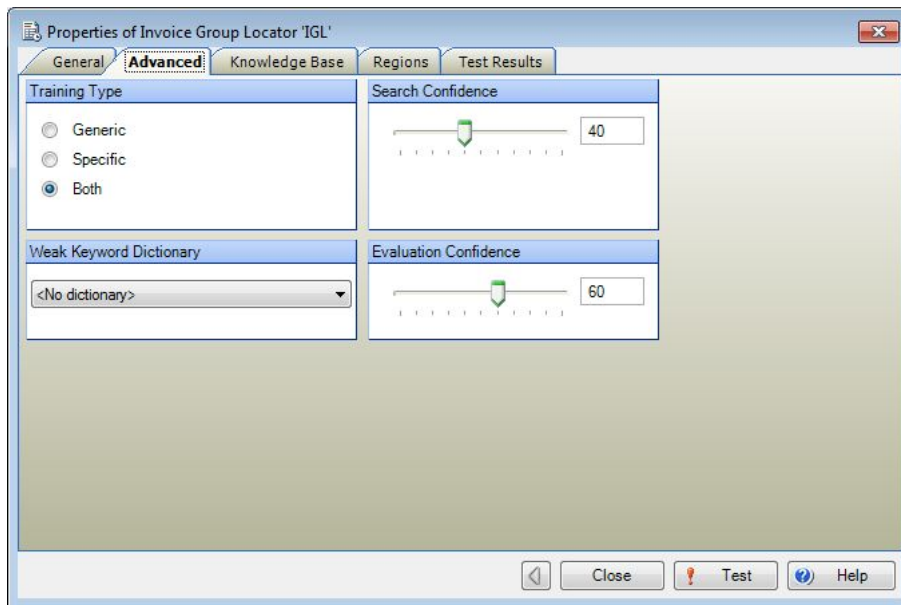 Properties of Invoice Group Locator 'IGL'
General Advanced Knowledge Base Regions Test Results
Training Type
Generic
Specific
Both
Search Confidence
40
Weak Keyword Dictionary
<No dictionary>
Evaluation Confidence
60
Close Test Help